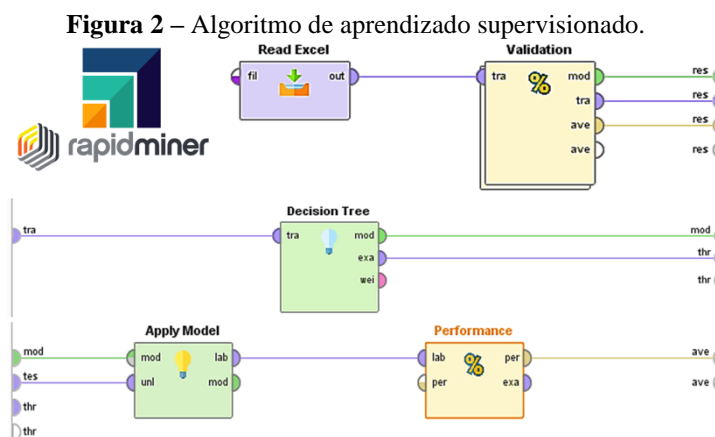 Figura 2 – Algoritmo de aprendizado supervisionado.
rapidminer
Read Excel
fil out
Validation
tra mod
tra
ave
ave
res
res
res
res
tra
Decision Tree
tra mod
exa
wei
mod
thr
thr
mod
tes
thr
thr
Apply Model
mod lab
unl mod
Performance
lab % per
per exa
ave
ave